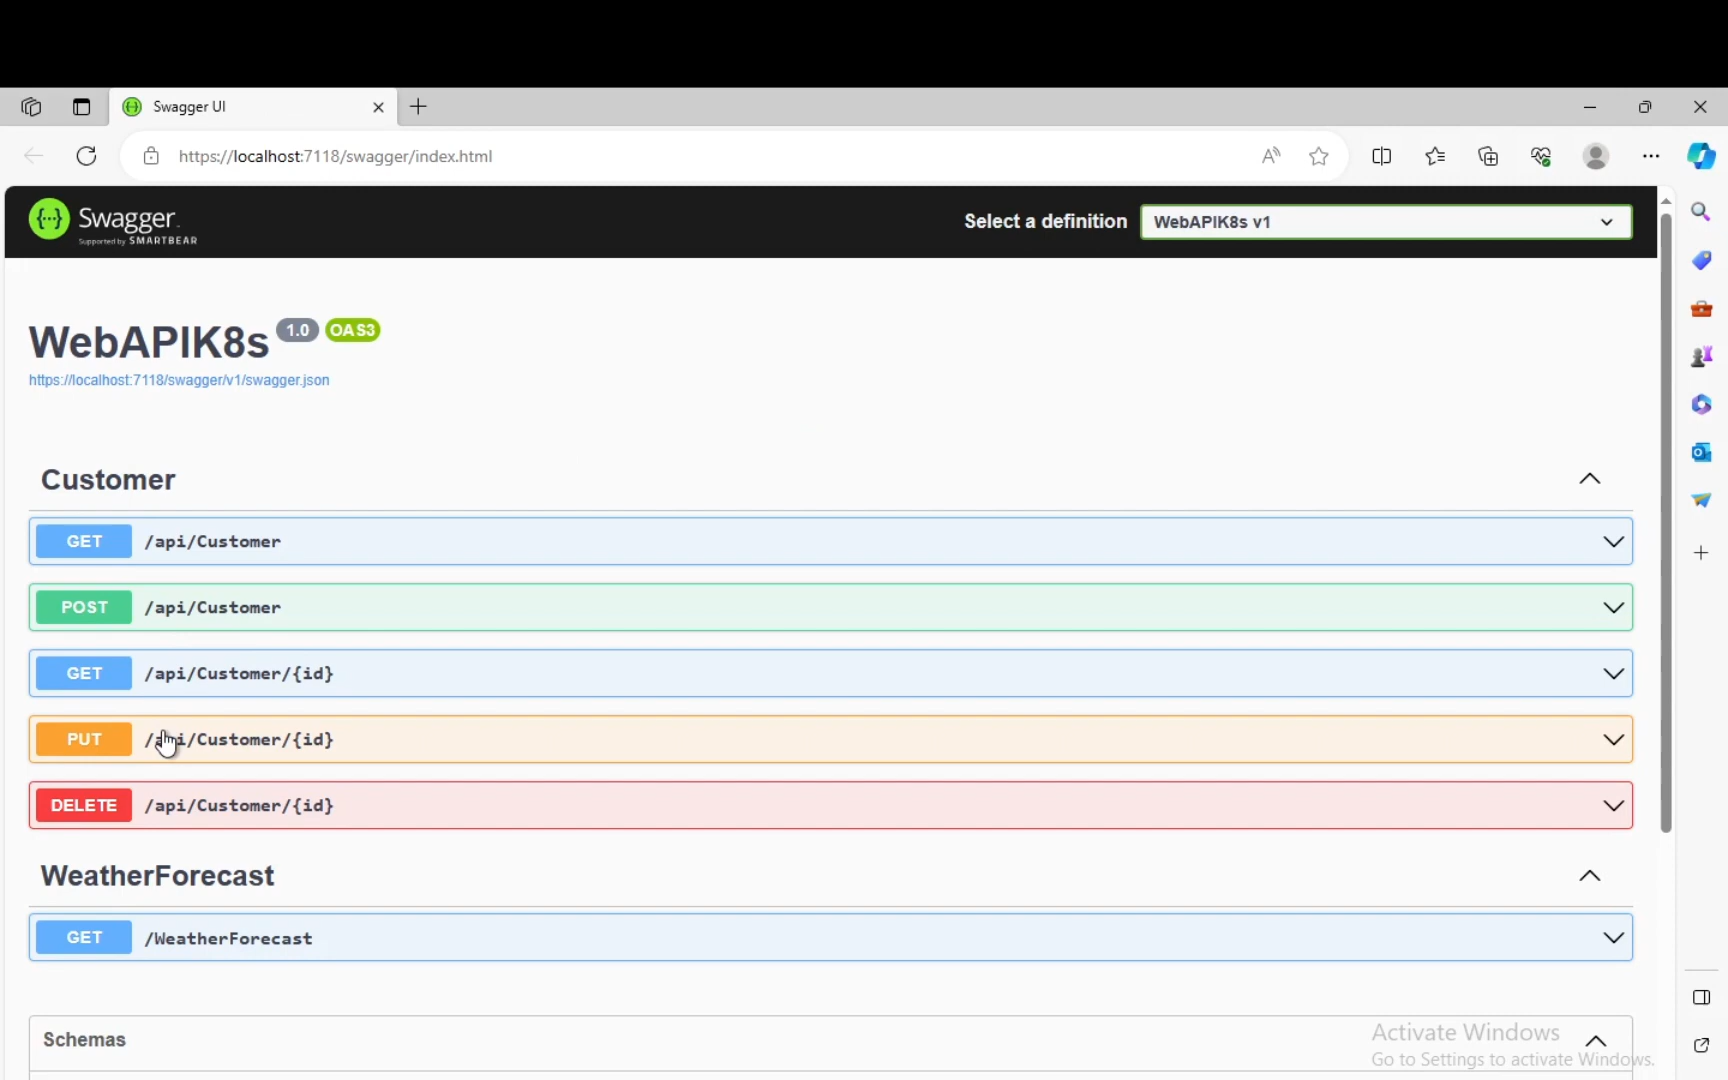 Swagger UI
https://localhost:7118/swagger/index.html
Swagger.
Supported by SMARTBEAR
Select a definition
WebAPIK8s v1
WebAPIK8s 1.0 OAS3
https://localhost:7118/swagger/v1/swagger.json
Customer
GET /api/Customer
POST /api/Customer
GET /api/Customer/{id}
PUT /api/Customer/{id}
DELETE /api/Customer/{id}
WeatherForecast
GET /WeatherForecast
Schemas
Activate Windows
Go to Settings to activate Windows.